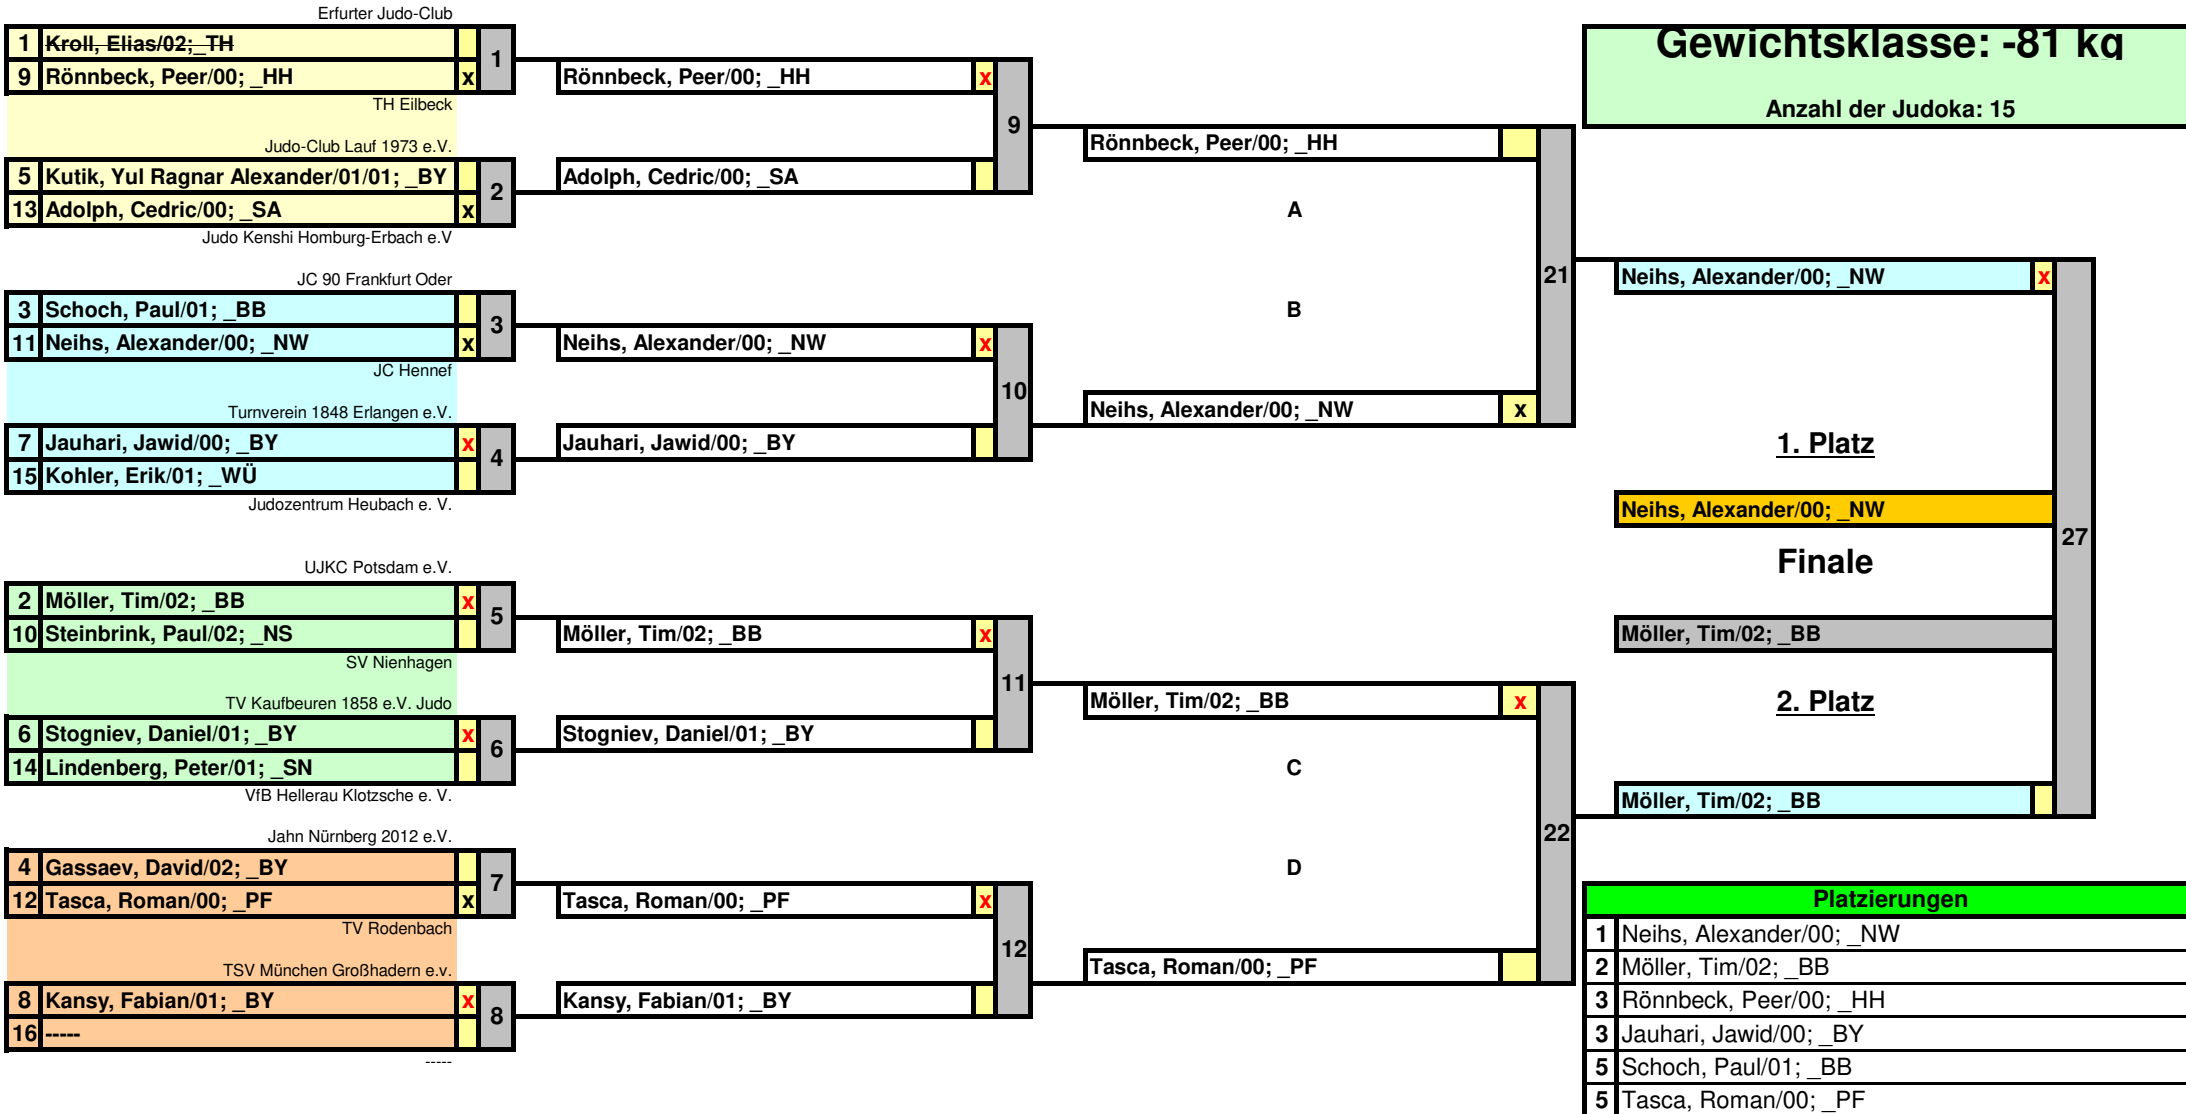 Erfurter Judo-Club
1 Kroll, Elias/02;_TH
1
9 Rönnbeck, Peer/00; _HH x
TH Eilbeck
Judo-Club Lauf 1973 e.V.
5 Kutik, Yul Ragnar Alexander/01/01; _BY
2
13 Adolph, Cedric/00; _SA x
Judo Kenshi Homburg-Erbach e.V
JC 90 Frankfurt Oder
3 Schoch, Paul/01; _BB
3
11 Neihs, Alexander/00; _NW x
JC Hennef
Turnverein 1848 Erlangen e.V.
7 Jauhari, Jawid/00; _BY x
4
15 Kohler, Erik/01; _WÜ
Judozentrum Heubach e. V.
UJKC Potsdam e.V.
2 Möller, Tim/02; _BB x
5
10 Steinbrink, Paul/02; _NS
SV Nienhagen
TV Kaufbeuren 1858 e.V. Judo
6 Stogniev, Daniel/01; _BY x
6
14 Lindenberg, Peter/01; _SN
VfB Hellerau Klotzsche e. V.
Jahn Nürnberg 2012 e.V.
4 Gassaev, David/02; _BY
7
12 Tasca, Roman/00; _PF x
TV Rodenbach
TSV München Großhadern e.v.
8 Kansy, Fabian/01; _BY x
8
16 -----
-----
Rönnbeck, Peer/00; _HH x
9
Adolph, Cedric/00; _SA
Neihs, Alexander/00; _NW x
10
Jauhari, Jawid/00; _BY
Möller, Tim/02; _BB x
11
Stogniev, Daniel/01; _BY
Tasca, Roman/00; _PF x
12
Kansy, Fabian/01; _BY
Rönnbeck, Peer/00; _HH
A
21
B
Neihs, Alexander/00; _NW x
Möller, Tim/02; _BB x
C
22
D
Tasca, Roman/00; _PF
Gewichtsklasse: -81 kg
Anzahl der Judoka: 15
Neihs, Alexander/00; _NW x
1. Platz
Neihs, Alexander/00; _NW
27
Finale
Möller, Tim/02; _BB
2. Platz
Möller, Tim/02; _BB
Platzierungen
1 Neihs, Alexander/00; _NW
2 Möller, Tim/02; _BB
3 Rönnbeck, Peer/00; _HH
3 Jauhari, Jawid/00; _BY
5 Schoch, Paul/01; _BB
5 Tasca, Roman/00; _PF